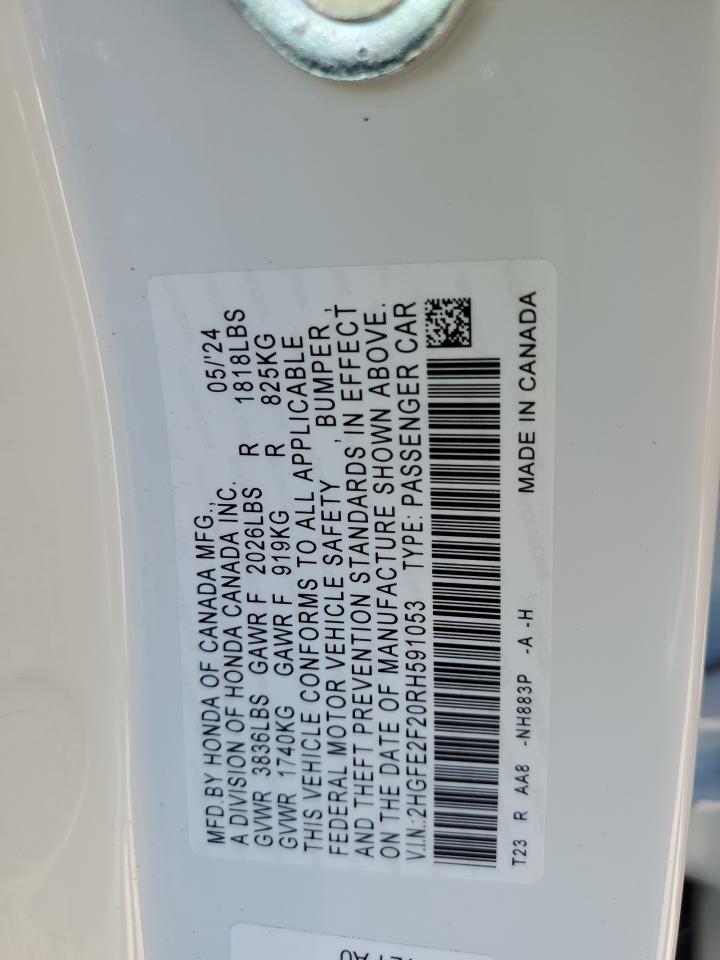 MFD.BY HONDA OF CANADA MFG., 05/'24
A DIVISION OF HONDA CANADA INC.
GVWR 3836LBS GAWR F 2026LBS R 1818LBS
GVWR 1740KG GAWR F 919KG R 825KG
THIS VEHICLE CONFORMS TO ALL APPLICABLE
FEDERAL MOTOR VEHICLE SAFETY , BUMPER ,
AND THEFT PREVENTION STANDARDS, IN EFFECT
ON THE DATE OF MANUFACTURE SHOWN ABOVE.
V.I.N.:2HGFE2F20RH591053 TYPE: PASSENGER CAR
T23 R AA8 -NH883P -A -H MADE IN CANADA